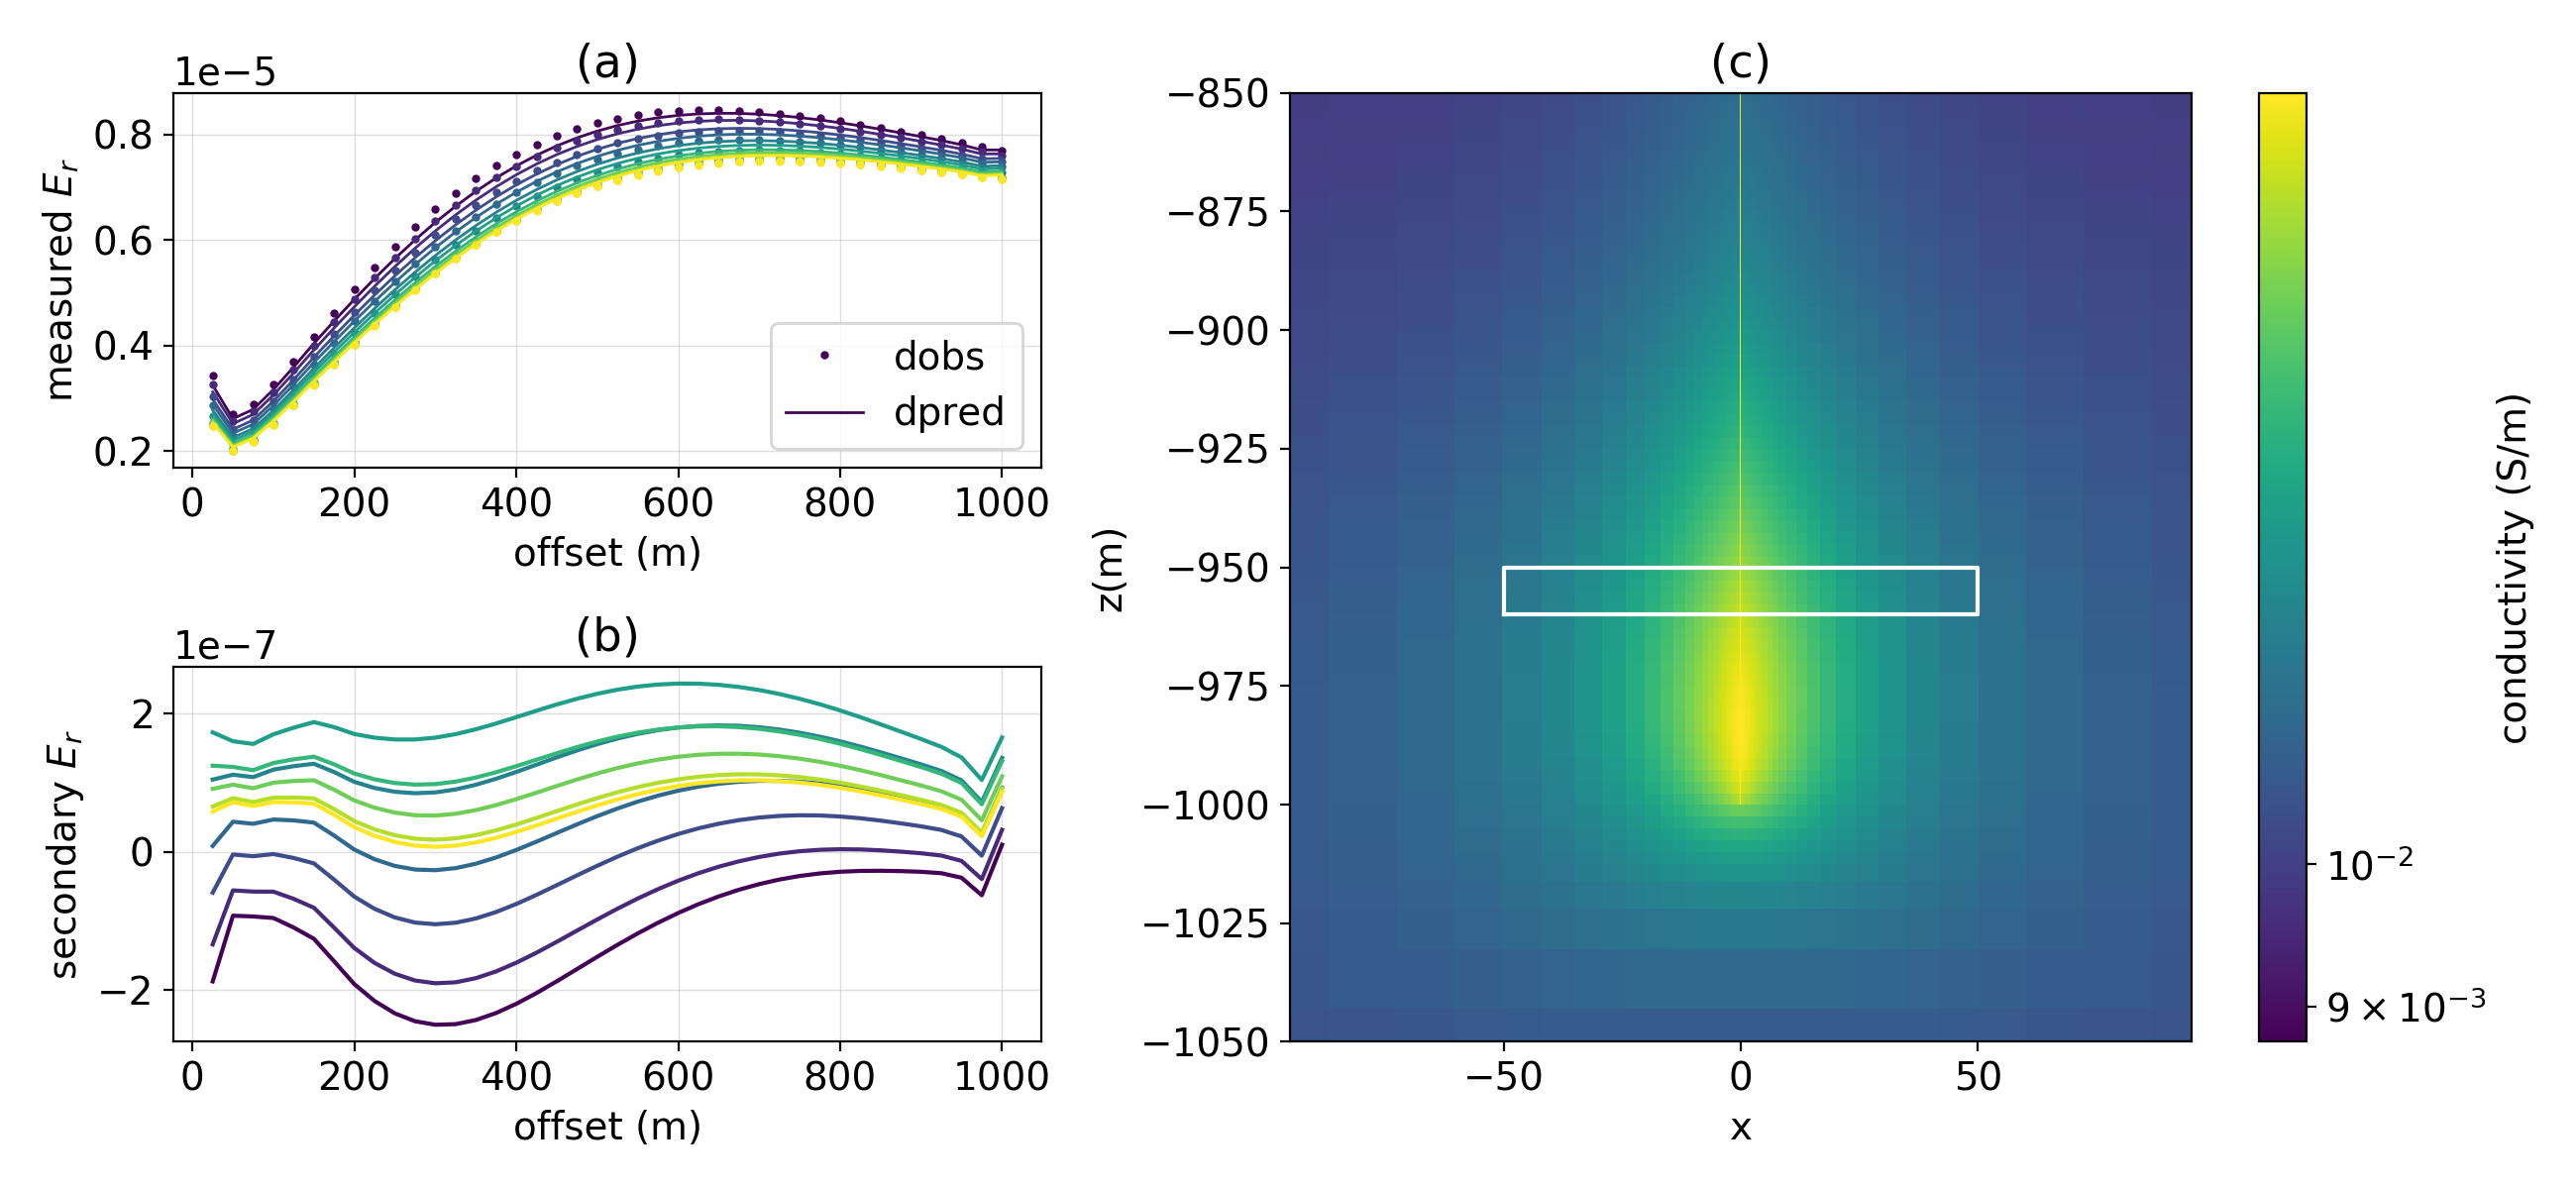 (a)
1e−5
measured E_r
0.8
0.6
0.4
0.2
dobs
dpred
0 200 400 600 800 1000
offset (m)
(b)
1e−7
secondary E_r
2
0
−2
0 200 400 600 800 1000
offset (m)
(c)
z(m)
−850
−875
−900
−925
−950
−975
−1000
−1025
−1050
−50 0 50
x
10⁻²
9 × 10⁻³
conductivity (S/m)